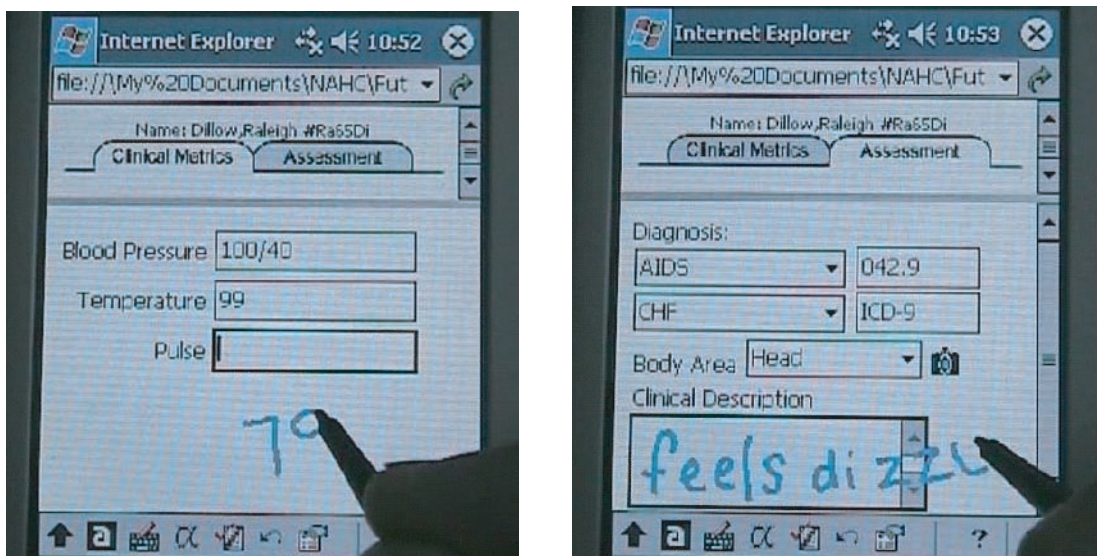 Internet Explorer 10:52
file://\My%20Documents\NAHC\Fut
Name: Dillow,Raleigh #Ra65Di
Clinical Metrics Assessment
Blood Pressure 100/40
Temperature 99
Pulse
Internet Explorer 10:53
file://\My%20Documents\NAHC\Fut
Name: Dillow,Raleigh #Ra65Di
Clinical Metrics Assessment
Diagnosis:
AIDS 042.9
CHF ICD-9
Body Area Head
Clinical Description
feels
?